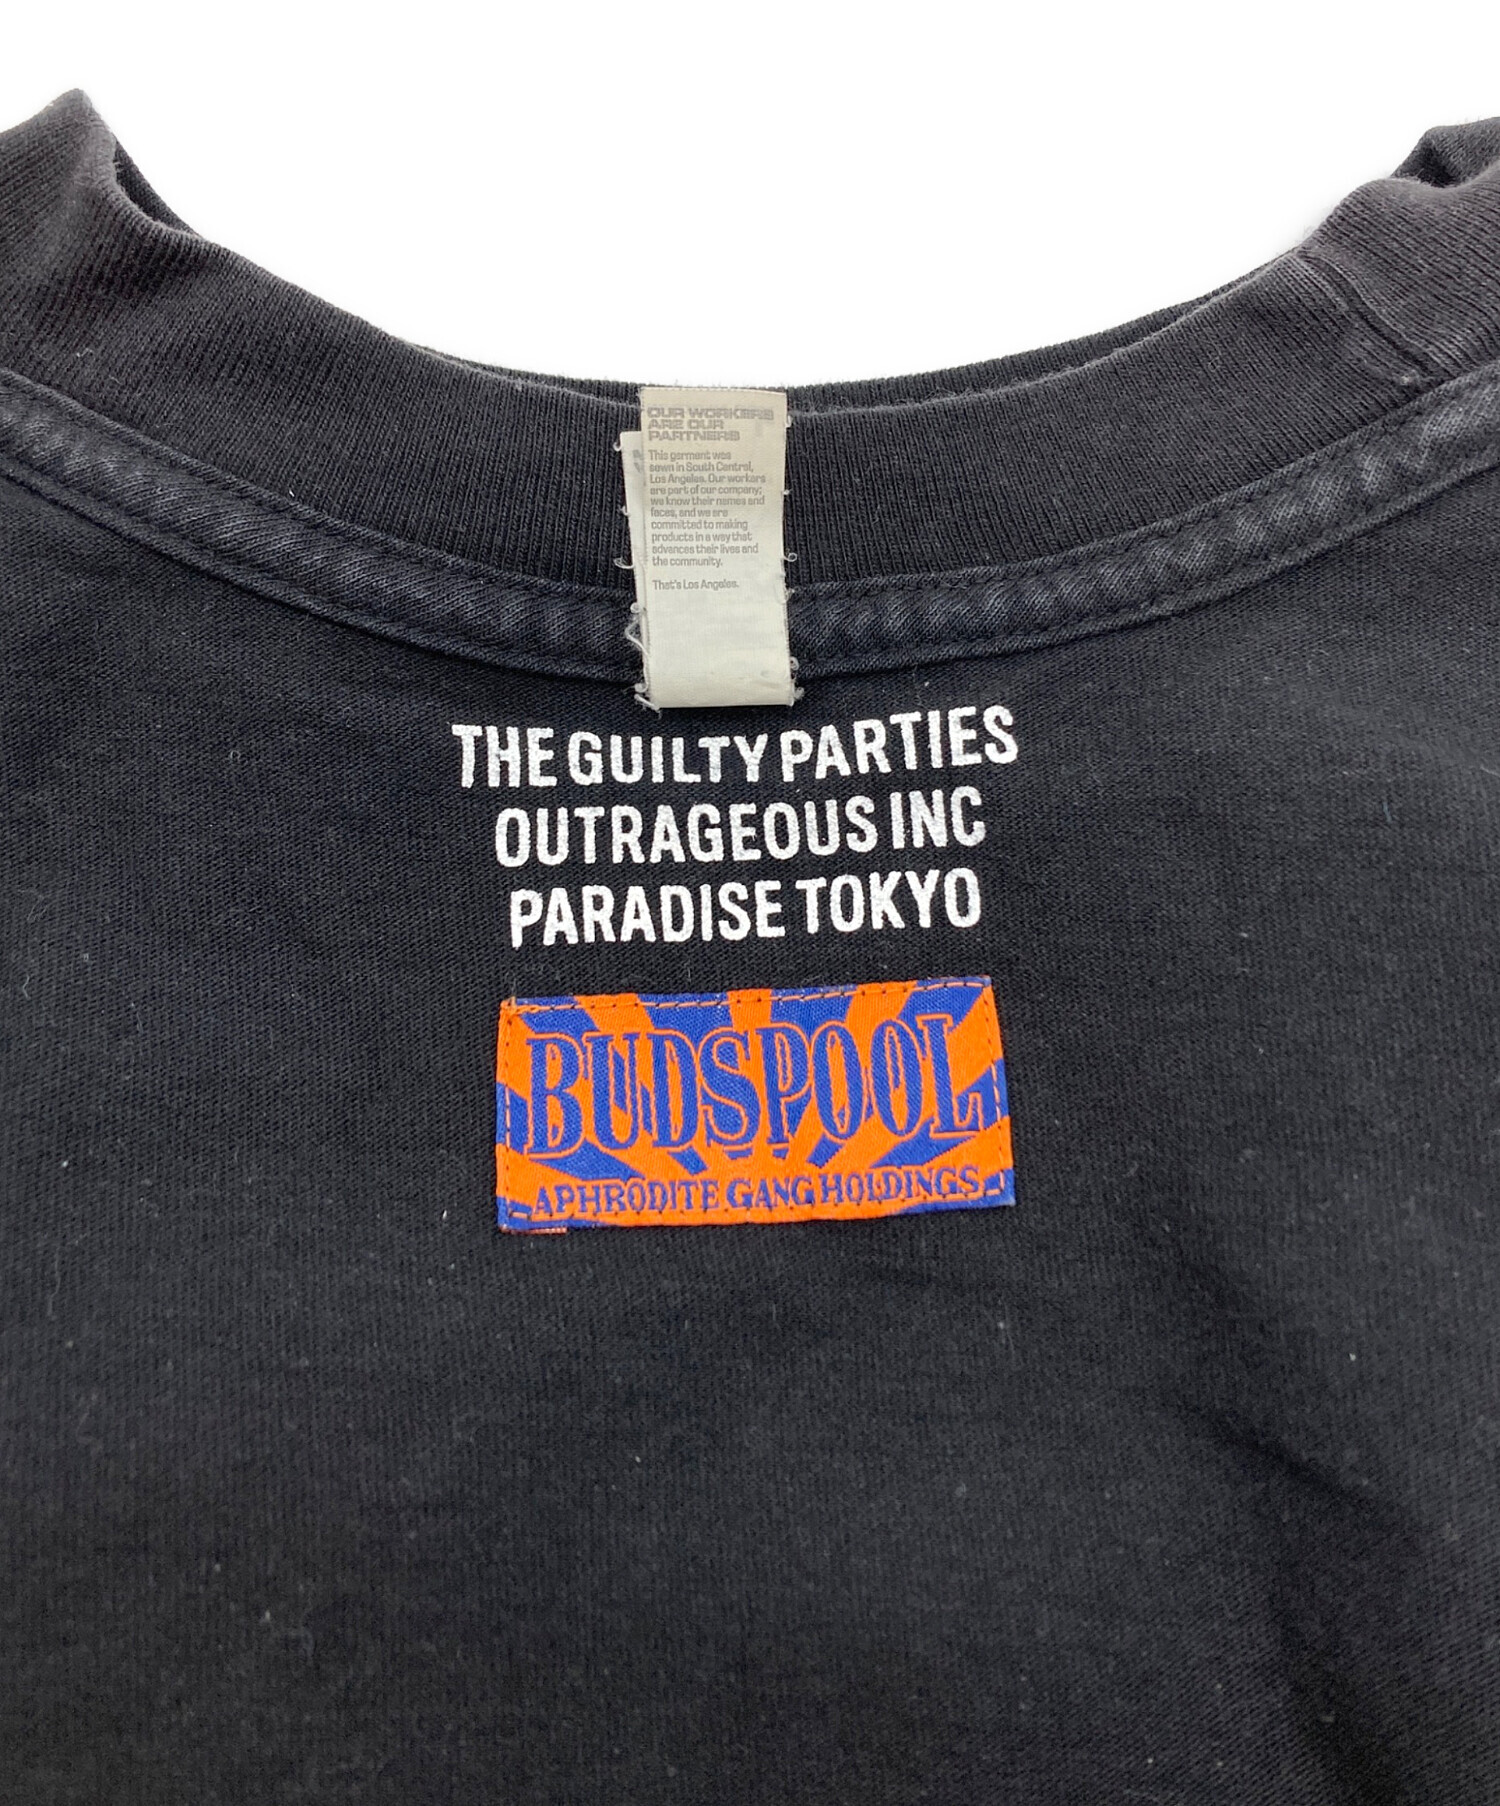 OUR WORKERS
ARE OUR
PARTNERS
This garment was
sewn in South Central,
Los Angeles. Our workers
are part of our company;
we know their names and
faces, and we are
committed to making
products in a way that
advances their lives and
the community.
That's Los Angeles.
THE GUILTY PARTIES
OUTRAGEOUS INC
PARADISE TOKYO
BUDSPOOL
APHRODITE GANG HOLDINGS